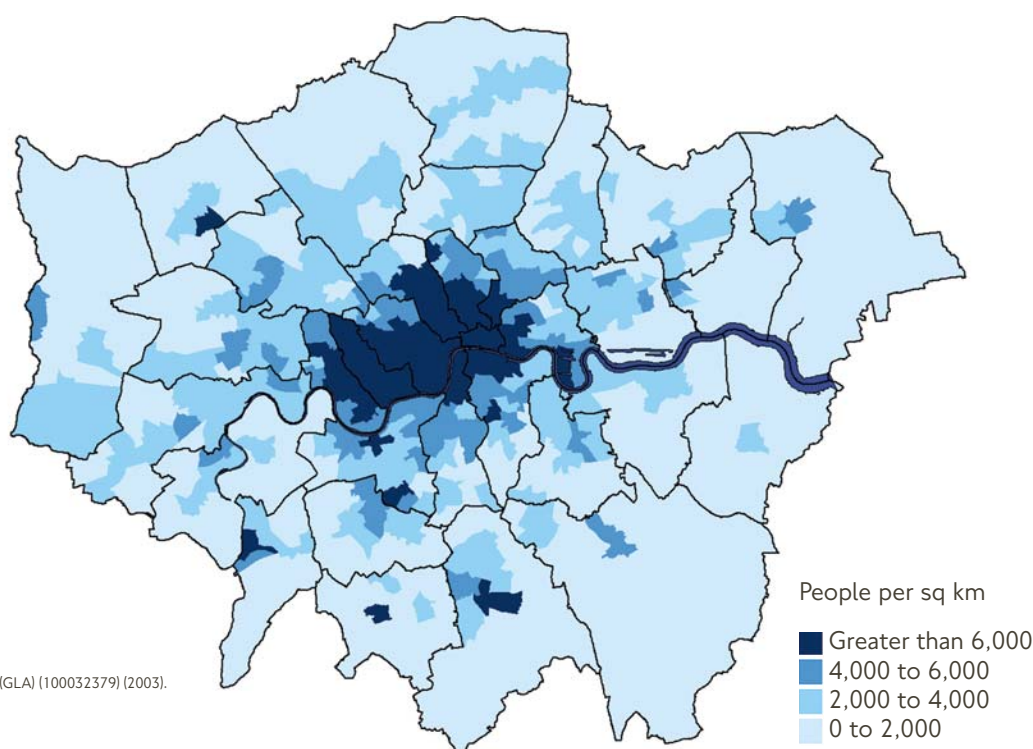 People per sq km
Greater than 6,000
4,000 to 6,000
2,000 to 4,000
0 to 2,000
(GLA) (100032379) (2003).